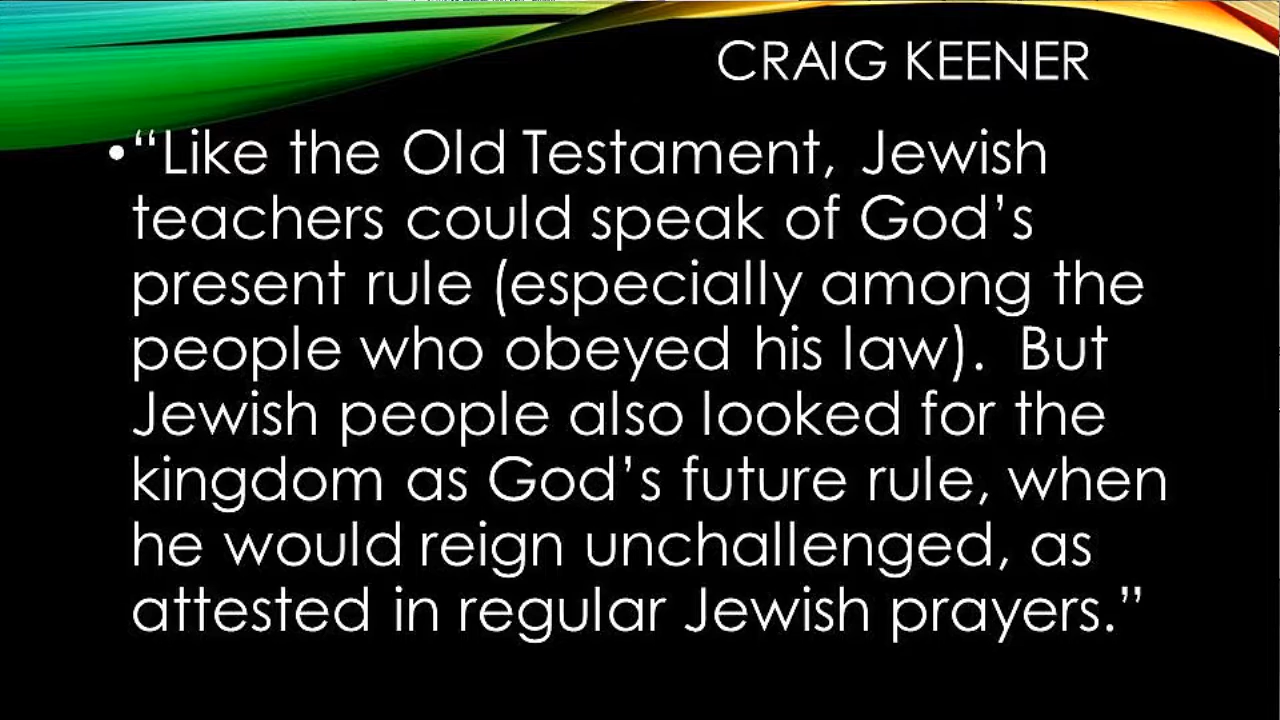 CRAIG KEENER
•“Like the Old Testament, Jewish
teachers could speak of God’s
present rule (especially among the
people who obeyed his law).  But
Jewish people also looked for the
kingdom as God’s future rule, when
he would reign unchallenged, as
attested in regular Jewish prayers.”